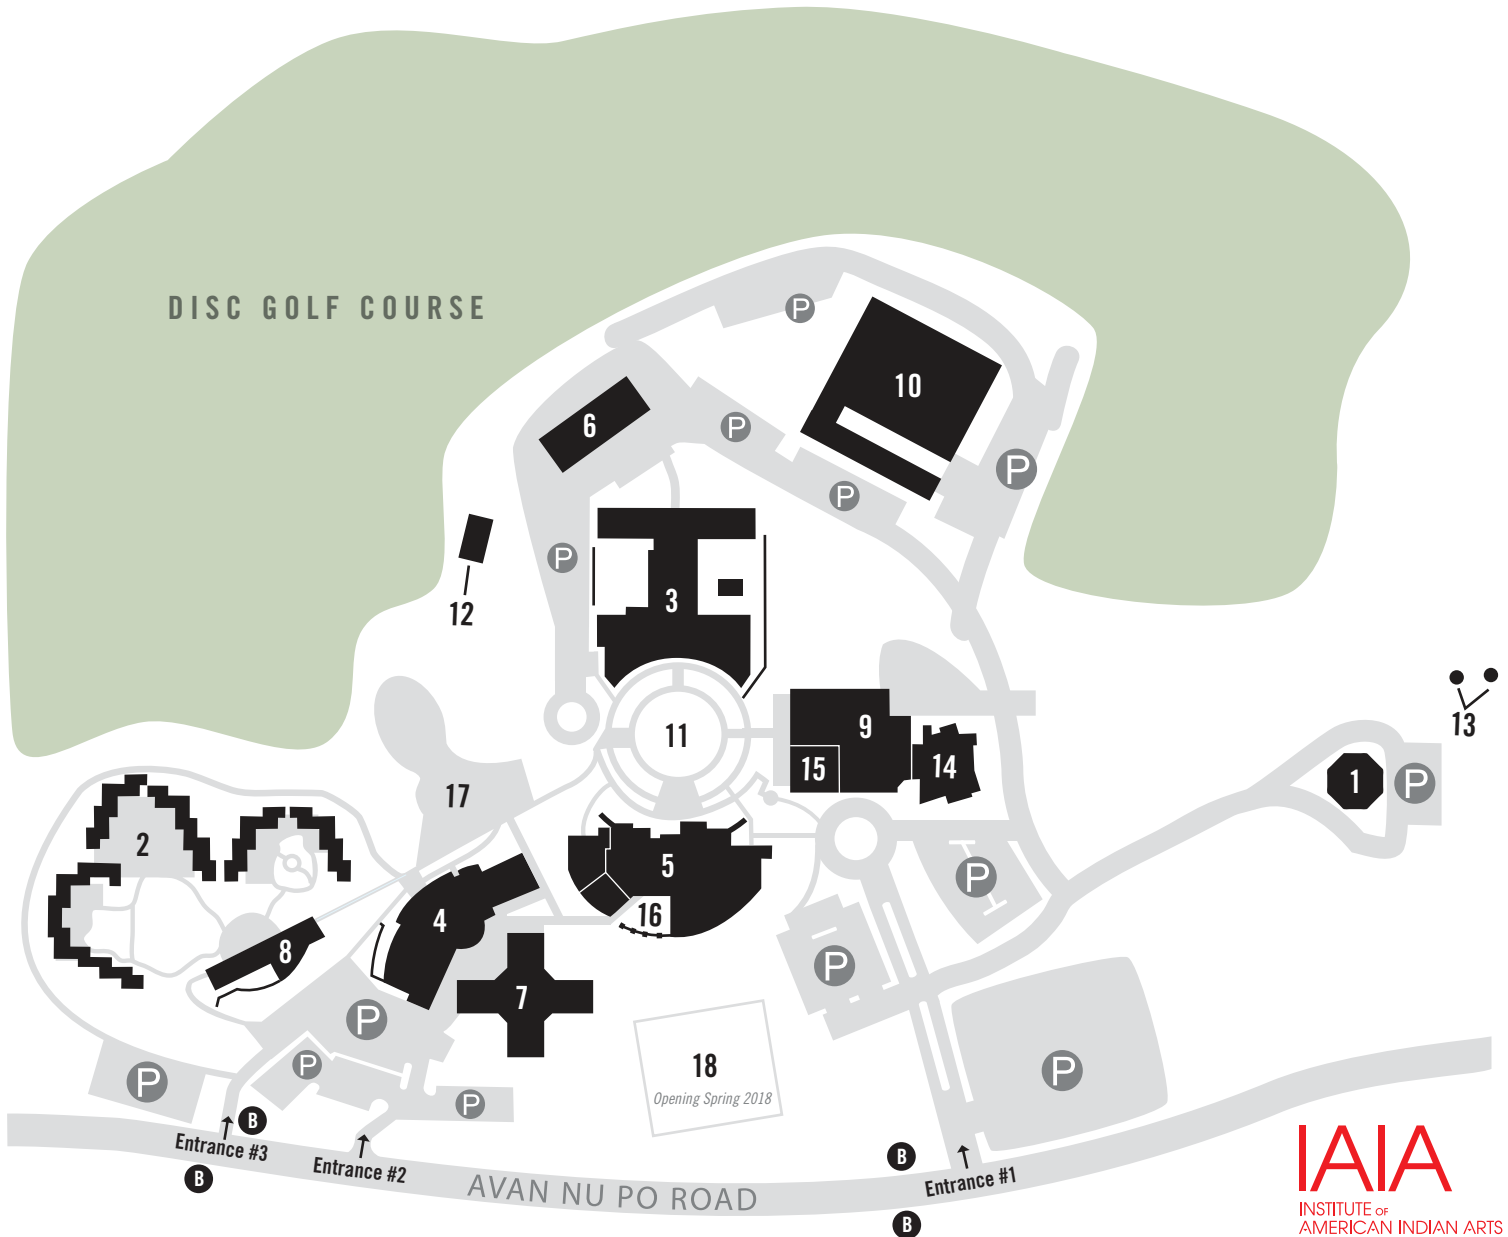 DISC GOLF COURSE
P
10
6
P
P
P
P
12
3
13
11
9
15
14
1
P
17
2
5
P
4
16
8
P
7
P
18
Opening Spring 2018
P
P
P
P
B
Entrance #3
Entrance #2
B
B
Entrance #1
AVAN NU PO ROAD
B
IAIA
INSTITUTE OF
AMERICAN INDIAN ARTS